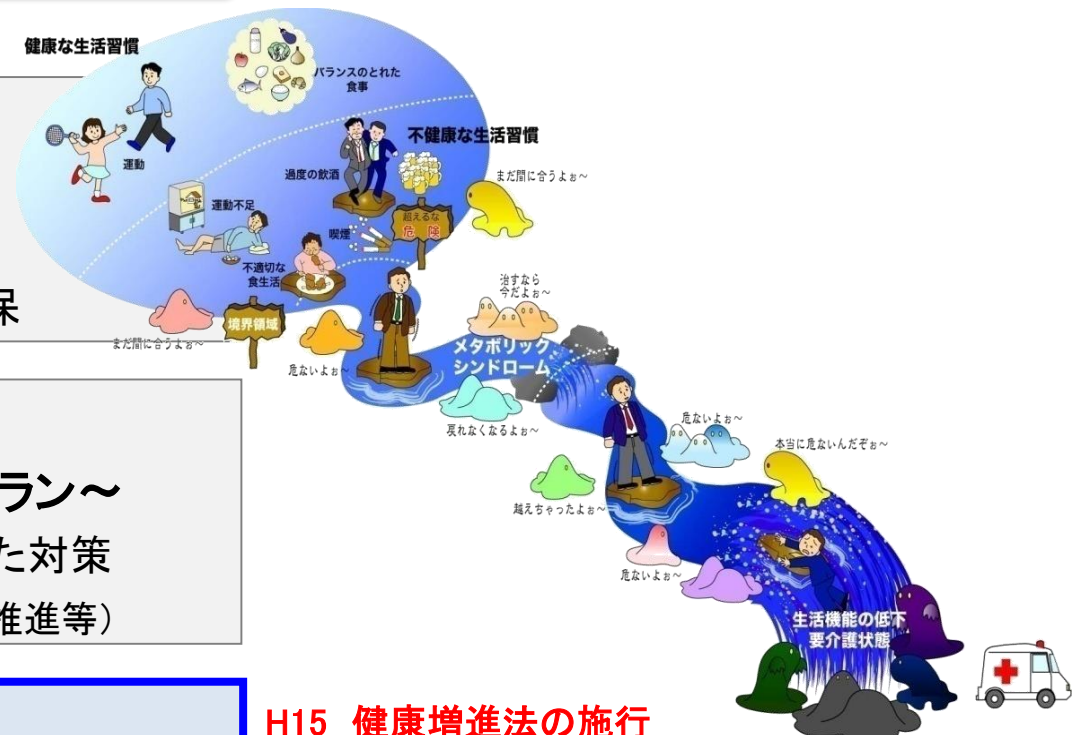 健康な生活習慣
バランスのとれた
食事
運動
不健康な生活習慣
過度の飲酒
まだ間に合うよぉ～
運動不足
超えるな
危険
喫煙
不適切な
食生活
治すなら
今だよぉ～
保
境界領域
まだ間に合うよぉ～
危ないよぉ～
メタボリック
シンドローム
戻れなくなるよぉ～
危ないよぉ～
本当に危ないんだぞぉ～
ラン～
越えちゃったよぉ～
た対策
危ないよぉ～
推進等）
生活機能の低下
要介護状態
H15 健康増進法の施行